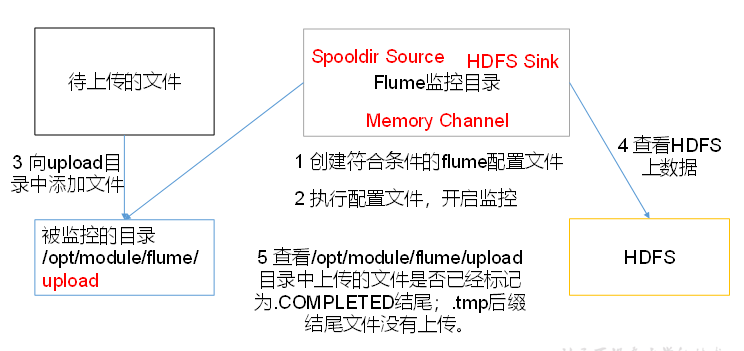 待上传的文件
Spooldir Source
HDFS Sink
Flume监控目录
Memory Channel
3 向upload目
录中添加文件
1 创建符合条件的flume配置文件
2 执行配置文件，开启监控
4 查看HDFS
上数据
被监控的目录
/opt/module/flume/
upload
5 查看/opt/module/flume/upload
目录中上传的文件是否已经标记
为.COMPLETED结尾；.tmp后缀
结尾文件没有上传。
HDFS